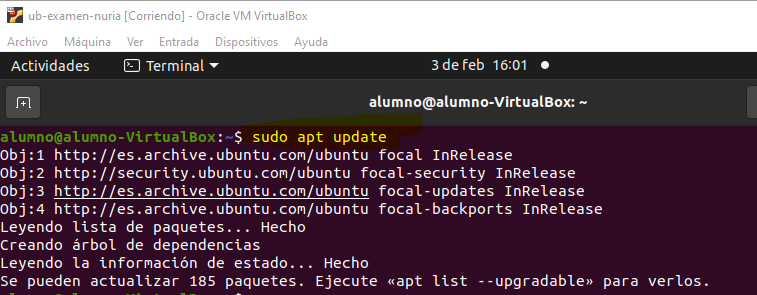 ub-examen-nuria [Corriendo] - Oracle VM VirtualBox
Archivo Máquina Ver Entrada Dispositivos Ayuda
Actividades Terminal 3 de feb 16:01
alumno@alumno-VirtualBox: ~
alumno@alumno-VirtualBox:~$ sudo apt update
Obj:1 http://es.archive.ubuntu.com/ubuntu focal InRelease
Obj:2 http://security.ubuntu.com/ubuntu focal-security InRelease
Obj:3 http://es.archive.ubuntu.com/ubuntu focal-updates InRelease
Obj:4 http://es.archive.ubuntu.com/ubuntu focal-backports InRelease
Leyendo lista de paquetes... Hecho
Creando árbol de dependencias
Leyendo la información de estado... Hecho
Se pueden actualizar 185 paquetes. Ejecute «apt list --upgradable» para verlos.